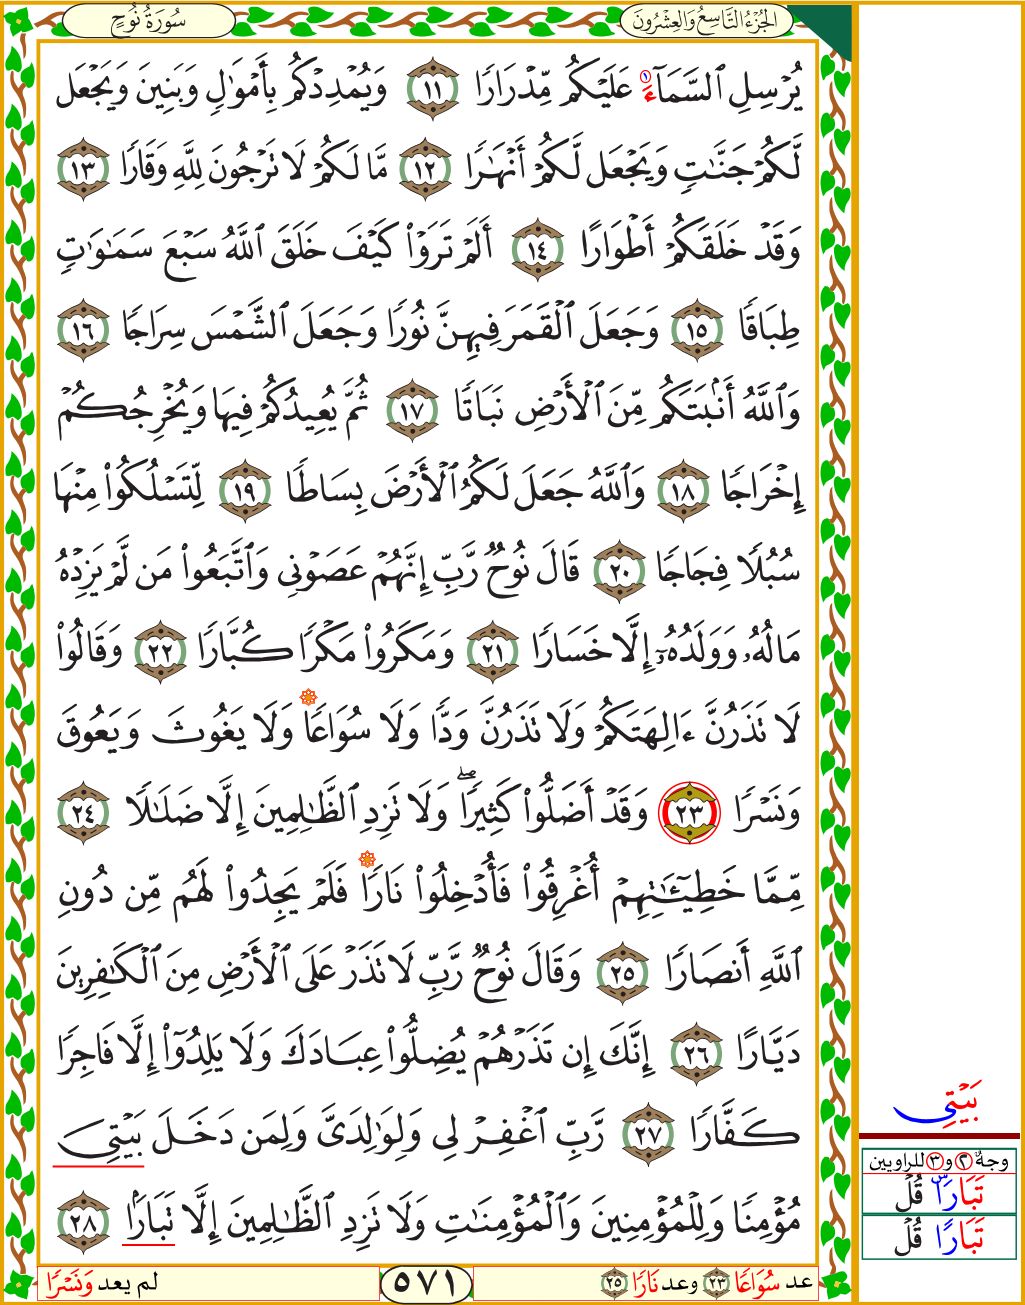 الجُزْءُ التَّاسِعُ وَالعِشْرُونَ
سُورَةُ نُوحٍ
يُرْسِلِ ٱلسَّمَآءَ عَلَيْكُم مِّدْرَارًا ١١ وَيُمْدِدْكُم بِأَمْوَٰلٍ وَبَنِينَ وَيَجْعَل
لَّكُمْ جَنَّـٰتٍ وَيَجْعَل لَّكُمْ أَنْهَـٰرًا ١٢ مَّا لَكُمْ لَا تَرْجُونَ لِلَّهِ وَقَارًا ١٣
وَقَدْ خَلَقَكُمْ أَطْوَارًا ١٤ أَلَمْ تَرَوْا۟ كَيْفَ خَلَقَ ٱللَّهُ سَبْعَ سَمَـٰوَٰتٍ
طِبَاقًا ١٥ وَجَعَلَ ٱلْقَمَرَ فِيهِنَّ نُورًا وَجَعَلَ ٱلشَّمْسَ سِرَاجًا ١٦
وَٱللَّهُ أَنۢبَتَكُم مِّنَ ٱلْأَرْضِ نَبَاتًا ١٧ ثُمَّ يُعِيدُكُمْ فِيهَا وَيُخْرِجُكُمْ
إِخْرَاجًا ١٨ وَٱللَّهُ جَعَلَ لَكُمُ ٱلْأَرْضَ بِسَاطًا ١٩ لِّتَسْلُكُوا۟ مِنْهَا
سُبُلًا فِجَاجًا ٢٠ قَالَ نُوحٌ رَّبِّ إِنَّهُمْ عَصَوْنِى وَٱتَّبَعُوا۟ مَن لَّمْ يَزِدْهُ
مَالُهُۥ وَوَلَدُهُۥٓ إِلَّا خَسَارًا ٢١ وَمَكَرُوا۟ مَكْرًا كُبَّارًا ٢٢ وَقَالُوا۟
لَا تَذَرُنَّ ءَالِهَتَكُمْ وَلَا تَذَرُنَّ وَدًّا وَلَا سُوَاعًا وَلَا يَغُوثَ وَيَعُوقَ
وَنَسْرًا ٢٣ وَقَدْ أَضَلُّوا۟ كَثِيرًا ۖ وَلَا تَزِدِ ٱلظَّـٰلِمِينَ إِلَّا ضَلَـٰلًا ٢٤
مِّمَّا خَطِيٓـَٔـٰتِهِمْ أُغْرِقُوا۟ فَأُدْخِلُوا۟ نَارًا فَلَمْ يَجِدُوا۟ لَهُم مِّن دُونِ
ٱللَّهِ أَنصَارًا ٢٥ وَقَالَ نُوحٌ رَّبِّ لَا تَذَرْ عَلَى ٱلْأَرْضِ مِنَ ٱلْكَـٰفِرِينَ
دَيَّارًا ٢٦ إِنَّكَ إِن تَذَرْهُمْ يُضِلُّوا۟ عِبَادَكَ وَلَا يَلِدُوٓا۟ إِلَّا فَاجِرًا
كَفَّارًا ٢٧ رَّبِّ ٱغْفِرْ لِى وَلِوَٰلِدَىَّ وَلِمَن دَخَلَ بَيْتِى
مُؤْمِنًا وَلِلْمُؤْمِنِينَ وَٱلْمُؤْمِنَـٰتِ وَلَا تَزِدِ ٱلظَّـٰلِمِينَ إِلَّا تَبَارًۢا ٢٨
بَيْتِى
وجه ٢ و ٣ للراويين
تَبَارًا س قُلْ
تَبَارًا قُلْ
عد سُوَاعًا ٢٣ وعد نَارًا ٢٥
٥٧١
لم يعد وَنَسْرًا